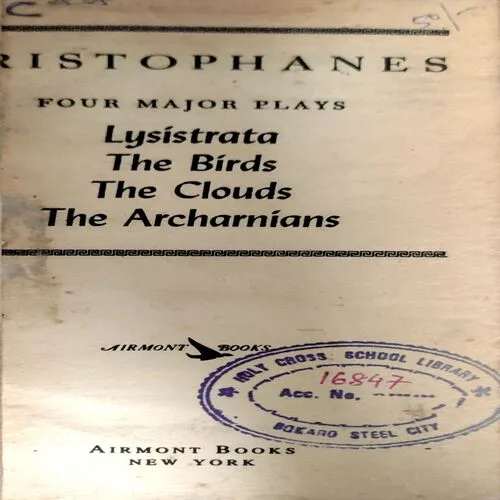 5/-
RISTOPHANES
FOUR MAJOR PLAYS
Lysistrata
The Birds
The Clouds
The Archarnians
AIRMONT BOOKS
HOLY CROSS SCHOOL LIBRARY
16847
Acc. No.
BOKARO STEEL CITY
AIRMONT BOOKS
NEW YORK